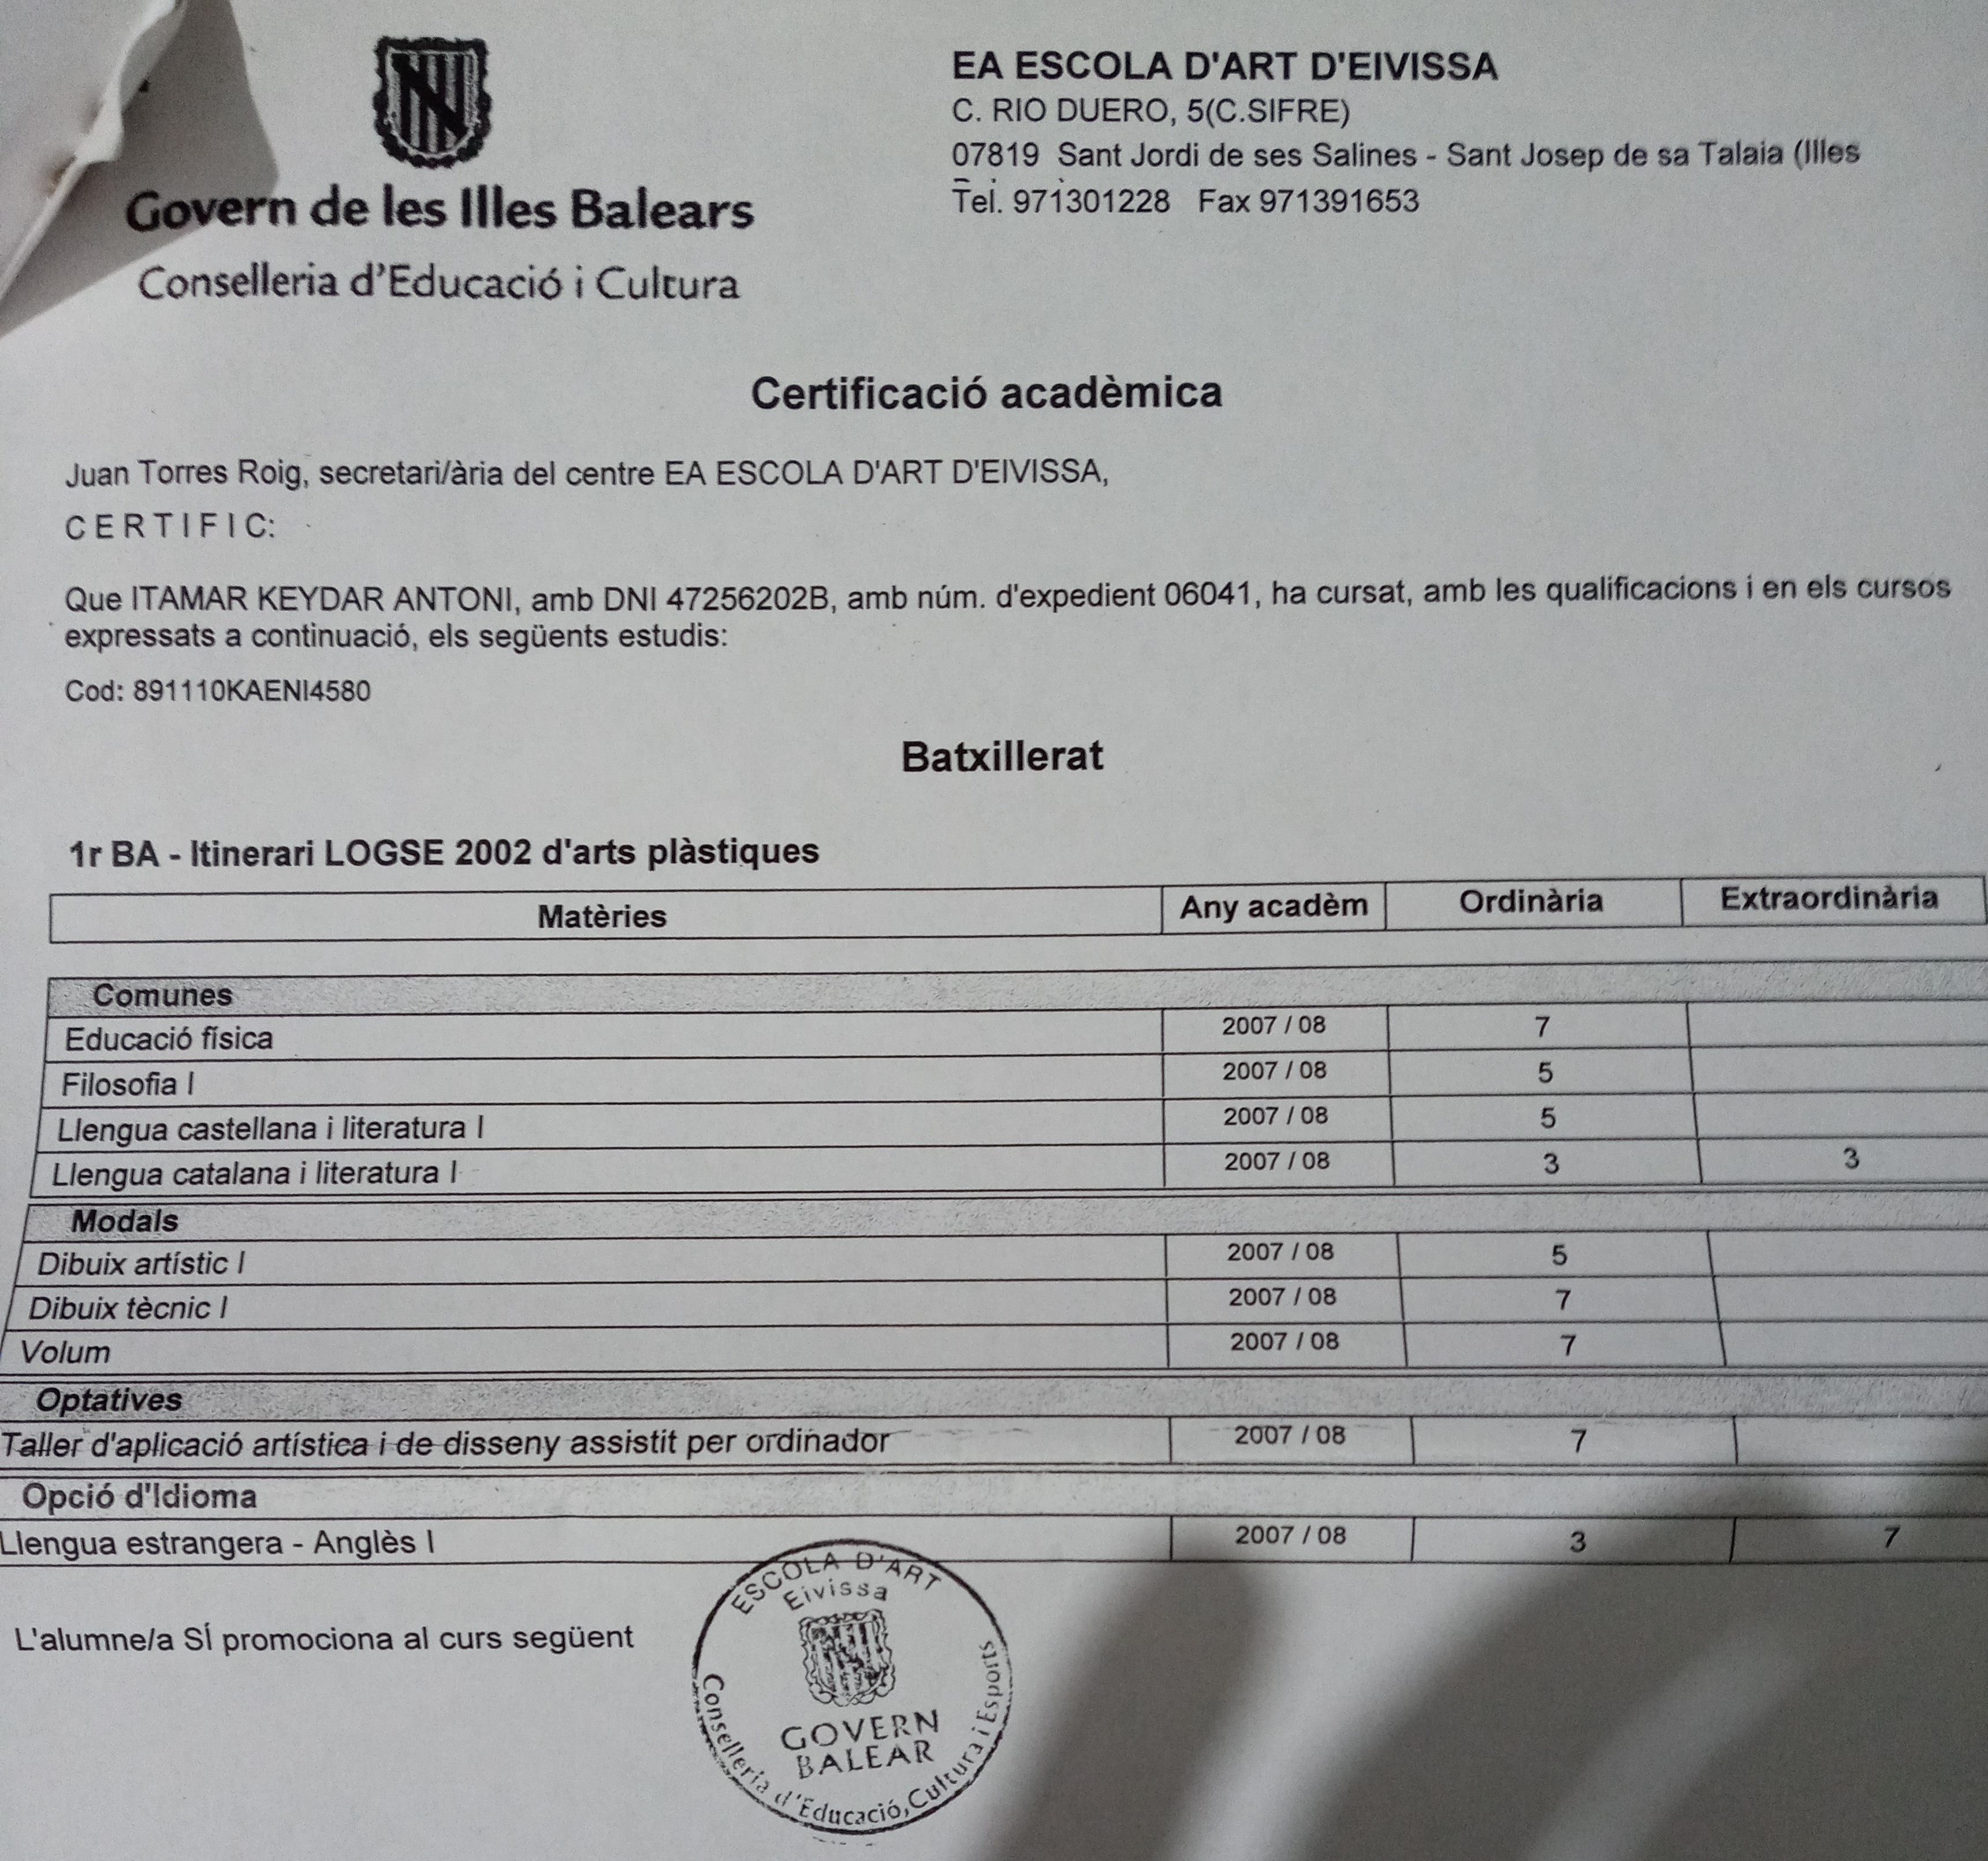 EA ESCOLA D'ART D'EIVISSA
C. RIO DUERO, 5(C.SIFRE)
07819 Sant Jordi de ses Salines - Sant Josep de sa Talaia (Illes
Tel. 971301228 Fax 971391653
Govern de les Illes Balears
Conselleria d'Educació i Cultura
Certificació acadèmica
Juan Torres Roig, secretari/ària del centre EA ESCOLA D'ART D'EIVISSA,
C E R T I F I C:
Que ITAMAR KEYDAR ANTONI, amb DNI 47256202B, amb núm. d'expedient 06041, ha cursat, amb les qualificacions i en els cursos
expressats a continuació, els següents estudis:
Cod: 891110KAENI4580
Batxillerat
1r BA - Itinerari LOGSE 2002 d'arts plàstiques
Matèries Any acadèm Ordinària Extraordinària
Comunes
Educació física 2007 / 08 7
Filosofia I 2007 / 08 5
Llengua castellana i literatura I 2007 / 08 5
Llengua catalana i literatura I 2007 / 08 3 3
Modals
Dibuix artístic I 2007 / 08 5
Dibuix tècnic I 2007 / 08 7
Volum 2007 / 08 7
Optatives
Taller d'aplicació artística i de disseny assistit per ordinador 2007 / 08 7
Opció d'Idioma
Llengua estrangera - Anglès I 2007 / 08 3 7
L'alumne/a SÍ promociona al curs següent
ESCOLA D'ART
Eivissa
GOVERN
BALEAR
Conselleria d'Educació, Cultura i Esports